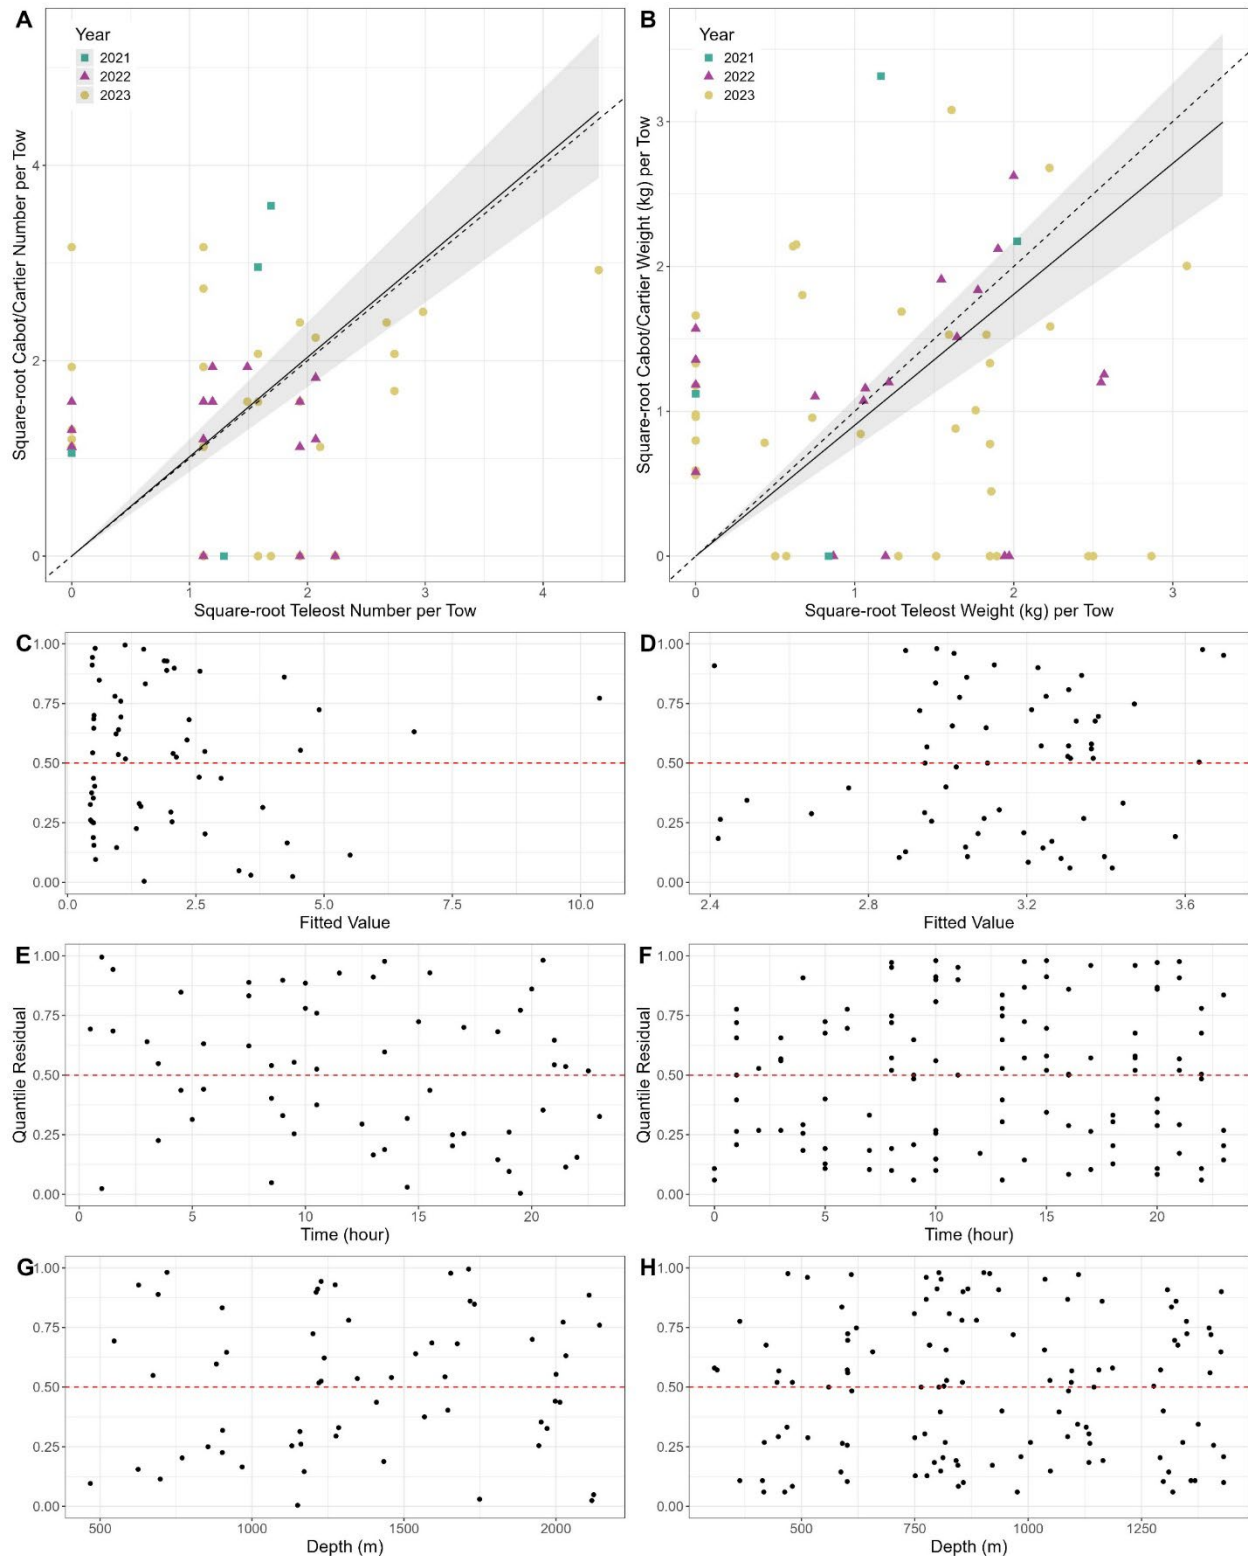 A
Year
2021
2022
2023
Square-root Cabot/Cartier Number per Tow
4
2
0
0 1 2 3 4
Square-root Teleost Number per Tow
B
Year
2021
2022
2023
Square-root Cabot/Cartier Weight (kg) per Tow
3
2
1
0
0 1 2 3
Square-root Teleost Weight (kg) per Tow
C
1.00
0.75
0.50
0.25
0.00
0.0 2.5 5.0 7.5 10.0
Fitted Value
D
1.00
0.75
0.50
0.25
0.00
2.4 2.8 3.2 3.6
Fitted Value
Quantile Residual
E
1.00
0.75
0.50
0.25
0.00
0 5 10 15 20
Time (hour)
Quantile Residual
F
1.00
0.75
0.50
0.25
0.00
0 5 10 15 20
Time (hour)
G
1.00
0.75
0.50
0.25
0.00
500 1000 1500 2000
Depth (m)
H
1.00
0.75
0.50
0.25
0.00
500 750 1000 1250
Depth (m)